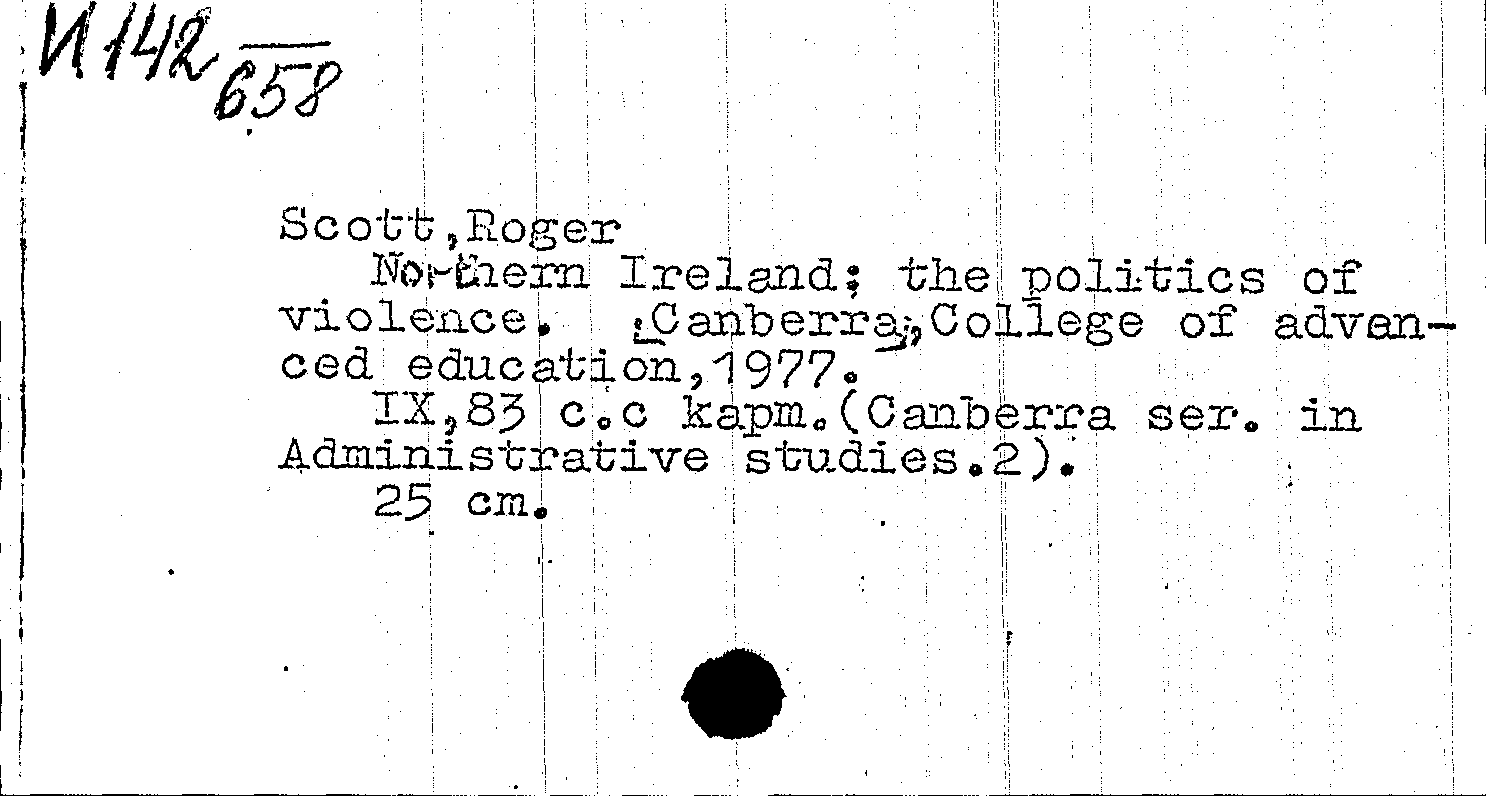 И 142
658
Scott,Roger
Northern Ireland: the politics of
violence. [Canberra],College of advan-
ced education,1977.
IX,83 с.с карт.(Canberra ser. in
Administrative studies.2).
25 cm.